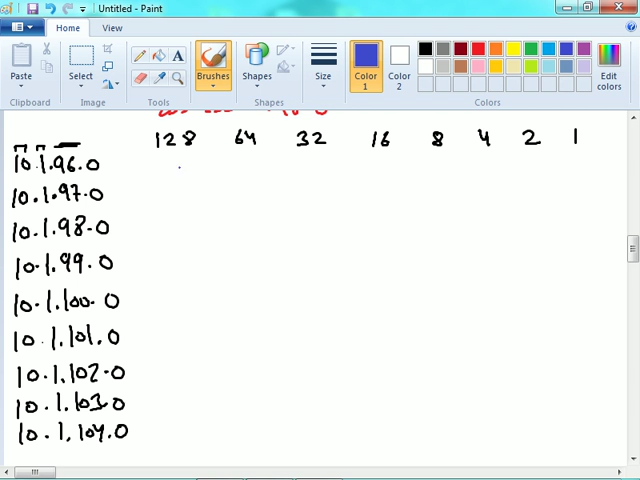 Untitled - Paint
Home View
Paste Select Brushes Shapes Size Color 1 Color 2 Edit colors
Clipboard Image Tools Shapes Colors
128 64 32 16 8 4 2 1
10.1.96.0
10.1.97.0
10.1.98.0
10.1.99.0
10.1.100.0
10.1.101.0
10.1.102.0
10.1.103.0
10.1.104.0